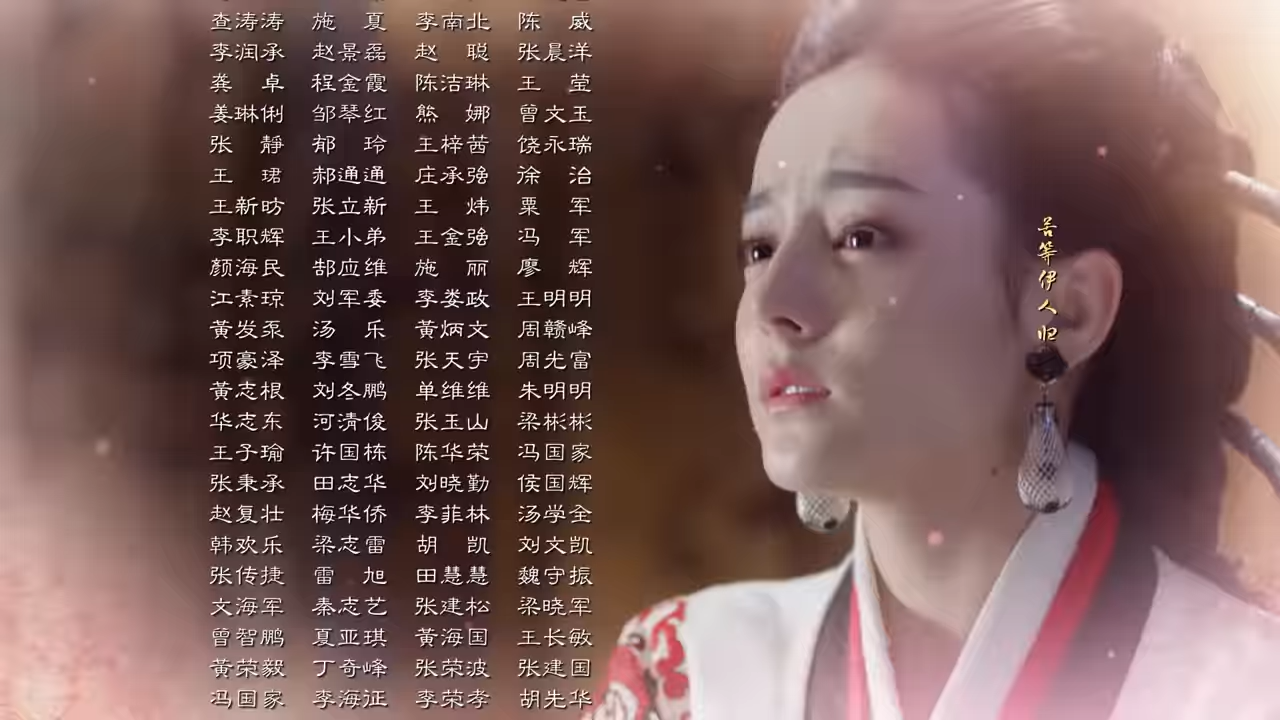 查涛涛 施 夏 李南北 陈 威
李润承 赵景磊 赵 聪 张晨洋
龚 卓 程金霞 陈洁琳 王 莹
姜琳俐 邹琴红 熊 娜 曾文玉
张 静 郁 玲 王梓茜 饶永瑞
王 珺 郝通通 庄承强 涂 治
王新昉 张立新 王 炜 粟 军
李职辉 王小弟 王金强 冯 军
颜海民 郜应维 施 丽 廖 辉
江素琼 刘军委 李娄政 王明明
黄发泵 汤 乐 黄炳文 周赣峰
项豪泽 李雪飞 张天宇 周光富
黄志根 刘冬鹏 单维维 朱明明
华志东 河清俊 张玉山 梁彬彬
王子瑜 许国栋 陈华荣 冯国家
张秉承 田志华 刘晓勤 侯国辉
赵复壮 梅华侨 李菲林 汤学全
韩欢乐 梁志雷 胡 凯 刘文凯
张传捷 雷 旭 田慧慧 魏守振
文海军 秦志艺 张建松 梁晓军
曾智鹏 夏亚琪 黄海国 王长敏
黄荣毅 丁奇峰 张荣波 张建国
冯国家 李海证 李荣孝 胡先华
苦等伊人归